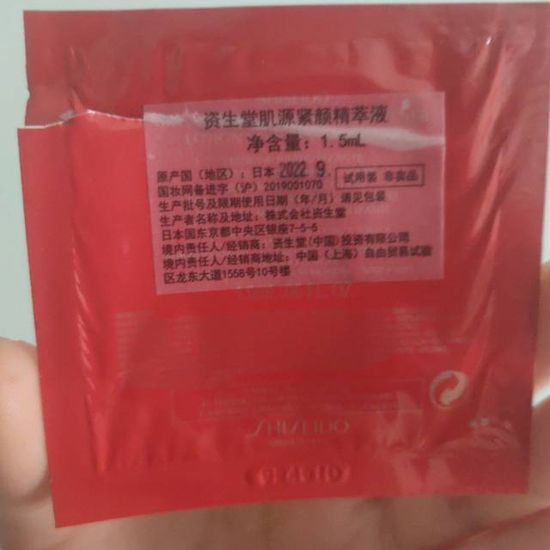 资生堂肌源紧颜精萃液
净含量：1.5mL
原产国（地区）：日本 2022 9.
试用装 非卖品
国妆网备进字（沪）2019001070
生产批号及限期使用日期（年/月）请见包装
生产者名称及地址：株式会社资生堂
日本国东京都中央区银座7-5-5
境内责任人/经销商：资生堂(中国)投资有限公司
境内责任人/经销商地址：中国（上海）自由贸易试验
区龙东大道1558号10号楼
SHISEIDO